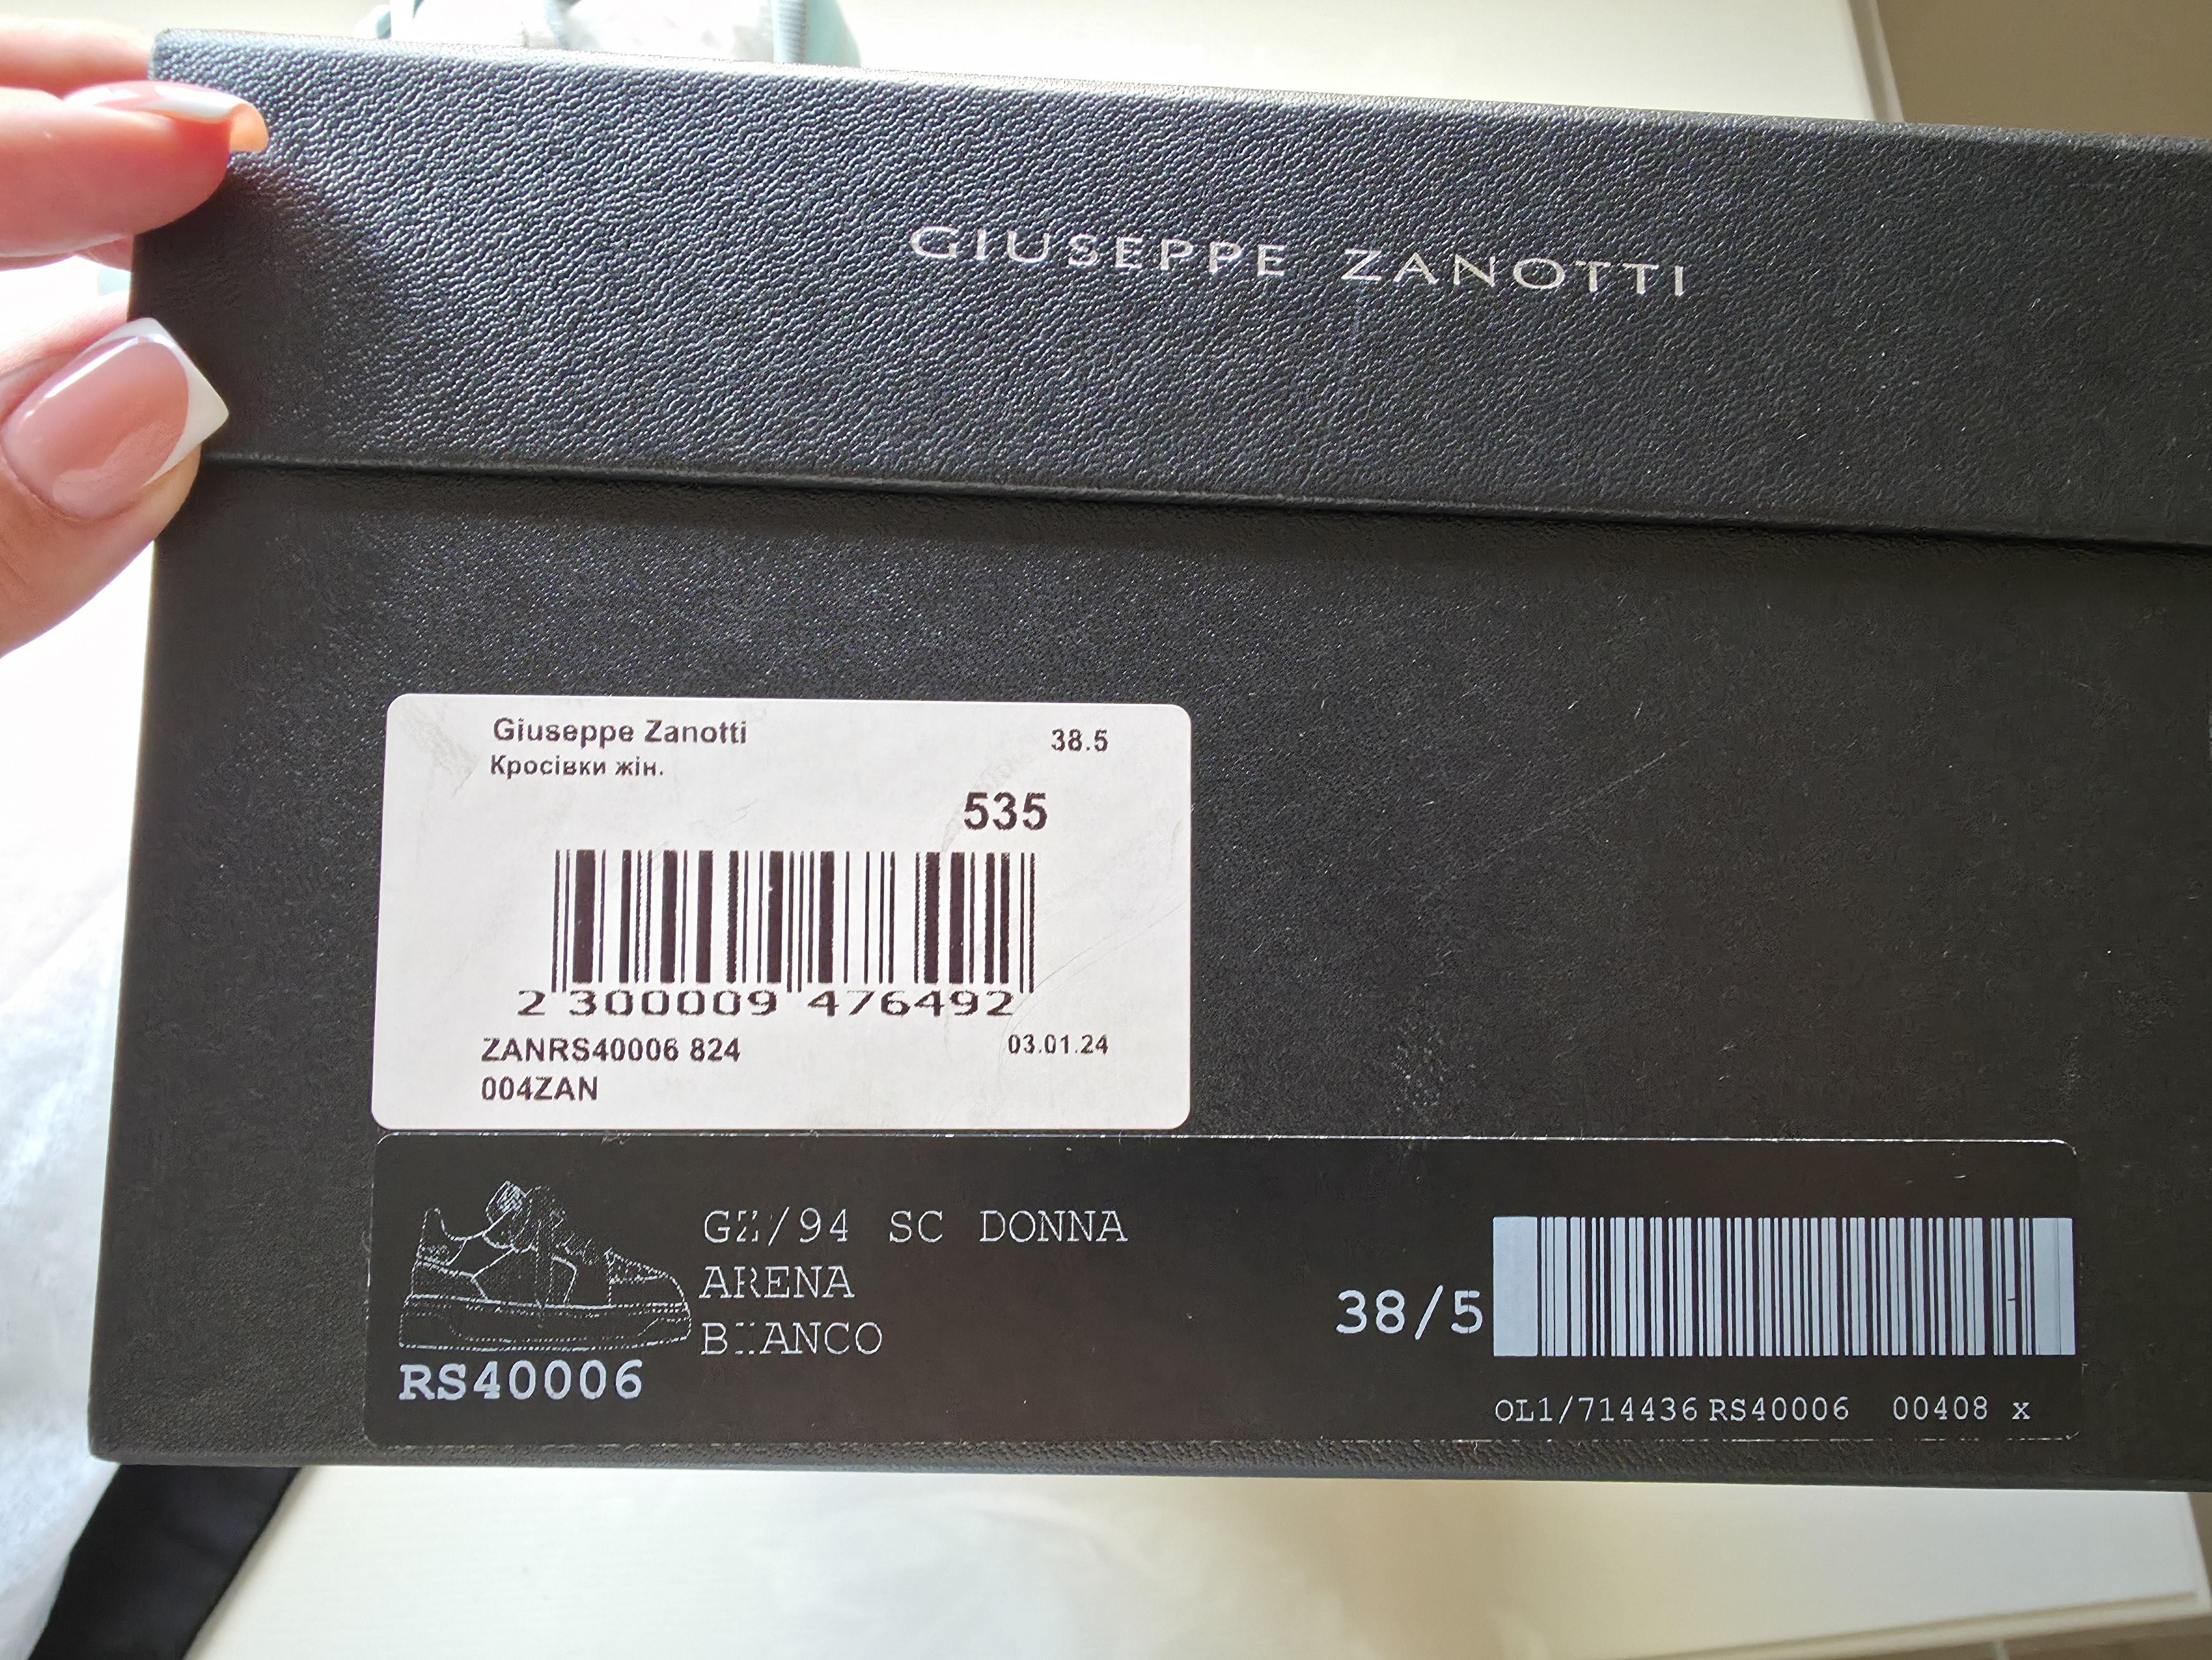 GIUSEPPE ZANOTTI
Giuseppe Zanotti 38.5
Кросівки жін.
535
2 300009 476492
ZANRS40006 824 03.01.24
004ZAN
GZ/94 SC DONNA
ARENA
BIANCO
38/5
RS40006
OL1/714436 RS40006 00408 x